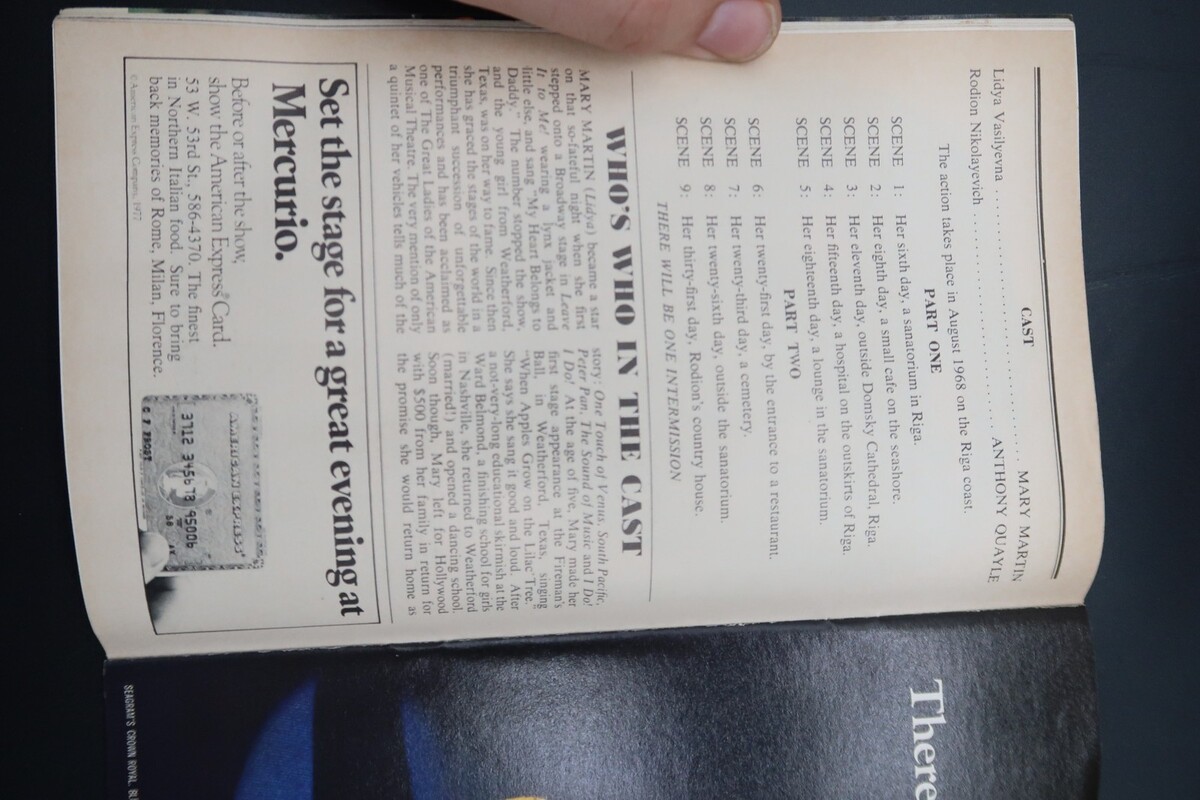 CAST
Lidya Vasilyevna . . . . . . . . . . . . . . . . . . . . . . . . . . . . . . MARY MARTIN
Rodion Nikolayevich . . . . . . . . . . . . . . . . . . . . . . . . . ANTHONY QUAYLE
The action takes place in August 1968 on the Riga coast.
PART ONE
SCENE 1: Her sixth day, a sanatorium in Riga.
SCENE 2: Her eighth day, a small cafe on the seashore.
SCENE 3: Her eleventh day, outside Domsky Cathedral, Riga.
SCENE 4: Her fifteenth day, a hospital on the outskirts of Riga.
SCENE 5: Her eighteenth day, a lounge in the sanatorium.
PART TWO
SCENE 6: Her twenty-first day, by the entrance to a restaurant.
SCENE 7: Her twenty-third day, a cemetery.
SCENE 8: Her twenty-sixth day, outside the sanatorium.
SCENE 9: Her thirty-first day, Rodion's country house.
THERE WILL BE ONE INTERMISSION
WHO'S WHO IN THE CAST
MARY MARTIN (Lidya) became a star
on that so-fateful night when she first
stepped onto a Broadway stage in Leave
It to Me! wearing a lynx jacket and
little else, and sang "My Heart Belongs to
Daddy." The number stopped the show,
and the young girl from Weatherford,
Texas, was on her way to fame. Since then
she has graced the stages of the world in a
triumphant succession of unforgettable
performances and has been acclaimed as
one of The Great Ladies of the American
Musical Theatre. The very mention of only
a quintet of her vehicles tells much of the
story: One Touch of Venus, South Pacific,
Peter Pan, The Sound of Music and I Do!
I Do! At the age of five, Mary made her
first stage appearance at the Fireman's
Ball, in Weatherford, Texas, singing
"When Apples Grow on the Lilac Tree."
She says she sang it good and loud. After
a not-very-long educational skirmish at the
Ward Belmond, a finishing school for girls
in Nashville, she returned to Weatherford
(married!) and opened a dancing school.
Soon though, Mary left for Hollywood
with $500 from her family in return for
the promise she would return home as
Set the stage for a great evening at
Mercurio.
Before or after the show,
show the American Express® Card.
53 W. 53rd St., 586-4370. The finest
in Northern Italian food. Sure to bring
back memories of Rome, Milan, Florence.
© American Express Company, 1977
AMERICAN EXPRESS
3712 345678 95006
C F FROST
There
SEAGRAM'S CROWN ROYAL. BL